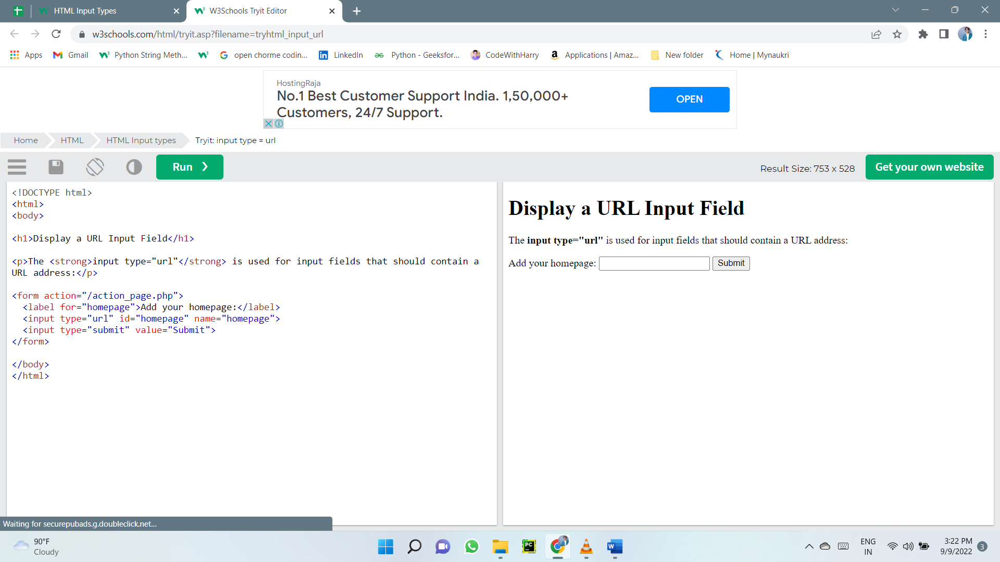 HTML Input Types
W3Schools Tryit Editor
w3schools.com/html/tryit.asp?filename=tryhtml_input_url
Apps
Gmail
Python String Meth...
open chorme codin...
LinkedIn
Python - Geeksfor...
CodeWithHarry
Applications | Amaz...
New folder
Home | Mynaukri
HostingRaja
No.1 Best Customer Support India. 1,50,000+
Customers, 24/7 Support.
OPEN
Home
HTML
HTML Input types
Tryit: input type = url
Run ❯
Result Size: 753 x 528
Get your own website
<!DOCTYPE html>
<html>
<body>
<h1>Display a URL Input Field</h1>
<p>The <strong>input type="url"</strong> is used for input fields that should contain a
URL address:</p>
<form action="/action_page.php">
<label for="homepage">Add your homepage:</label>
<input type="url" id="homepage" name="homepage">
<input type="submit" value="Submit">
</form>
</body>
</html>
Display a URL Input Field
The input type="url" is used for input fields that should contain a URL address:
Add your homepage:
Submit
Waiting for securepubads.g.doubleclick.net...
90°F
Cloudy
PC
W
ENG
IN
3:22 PM
9/9/2022
3